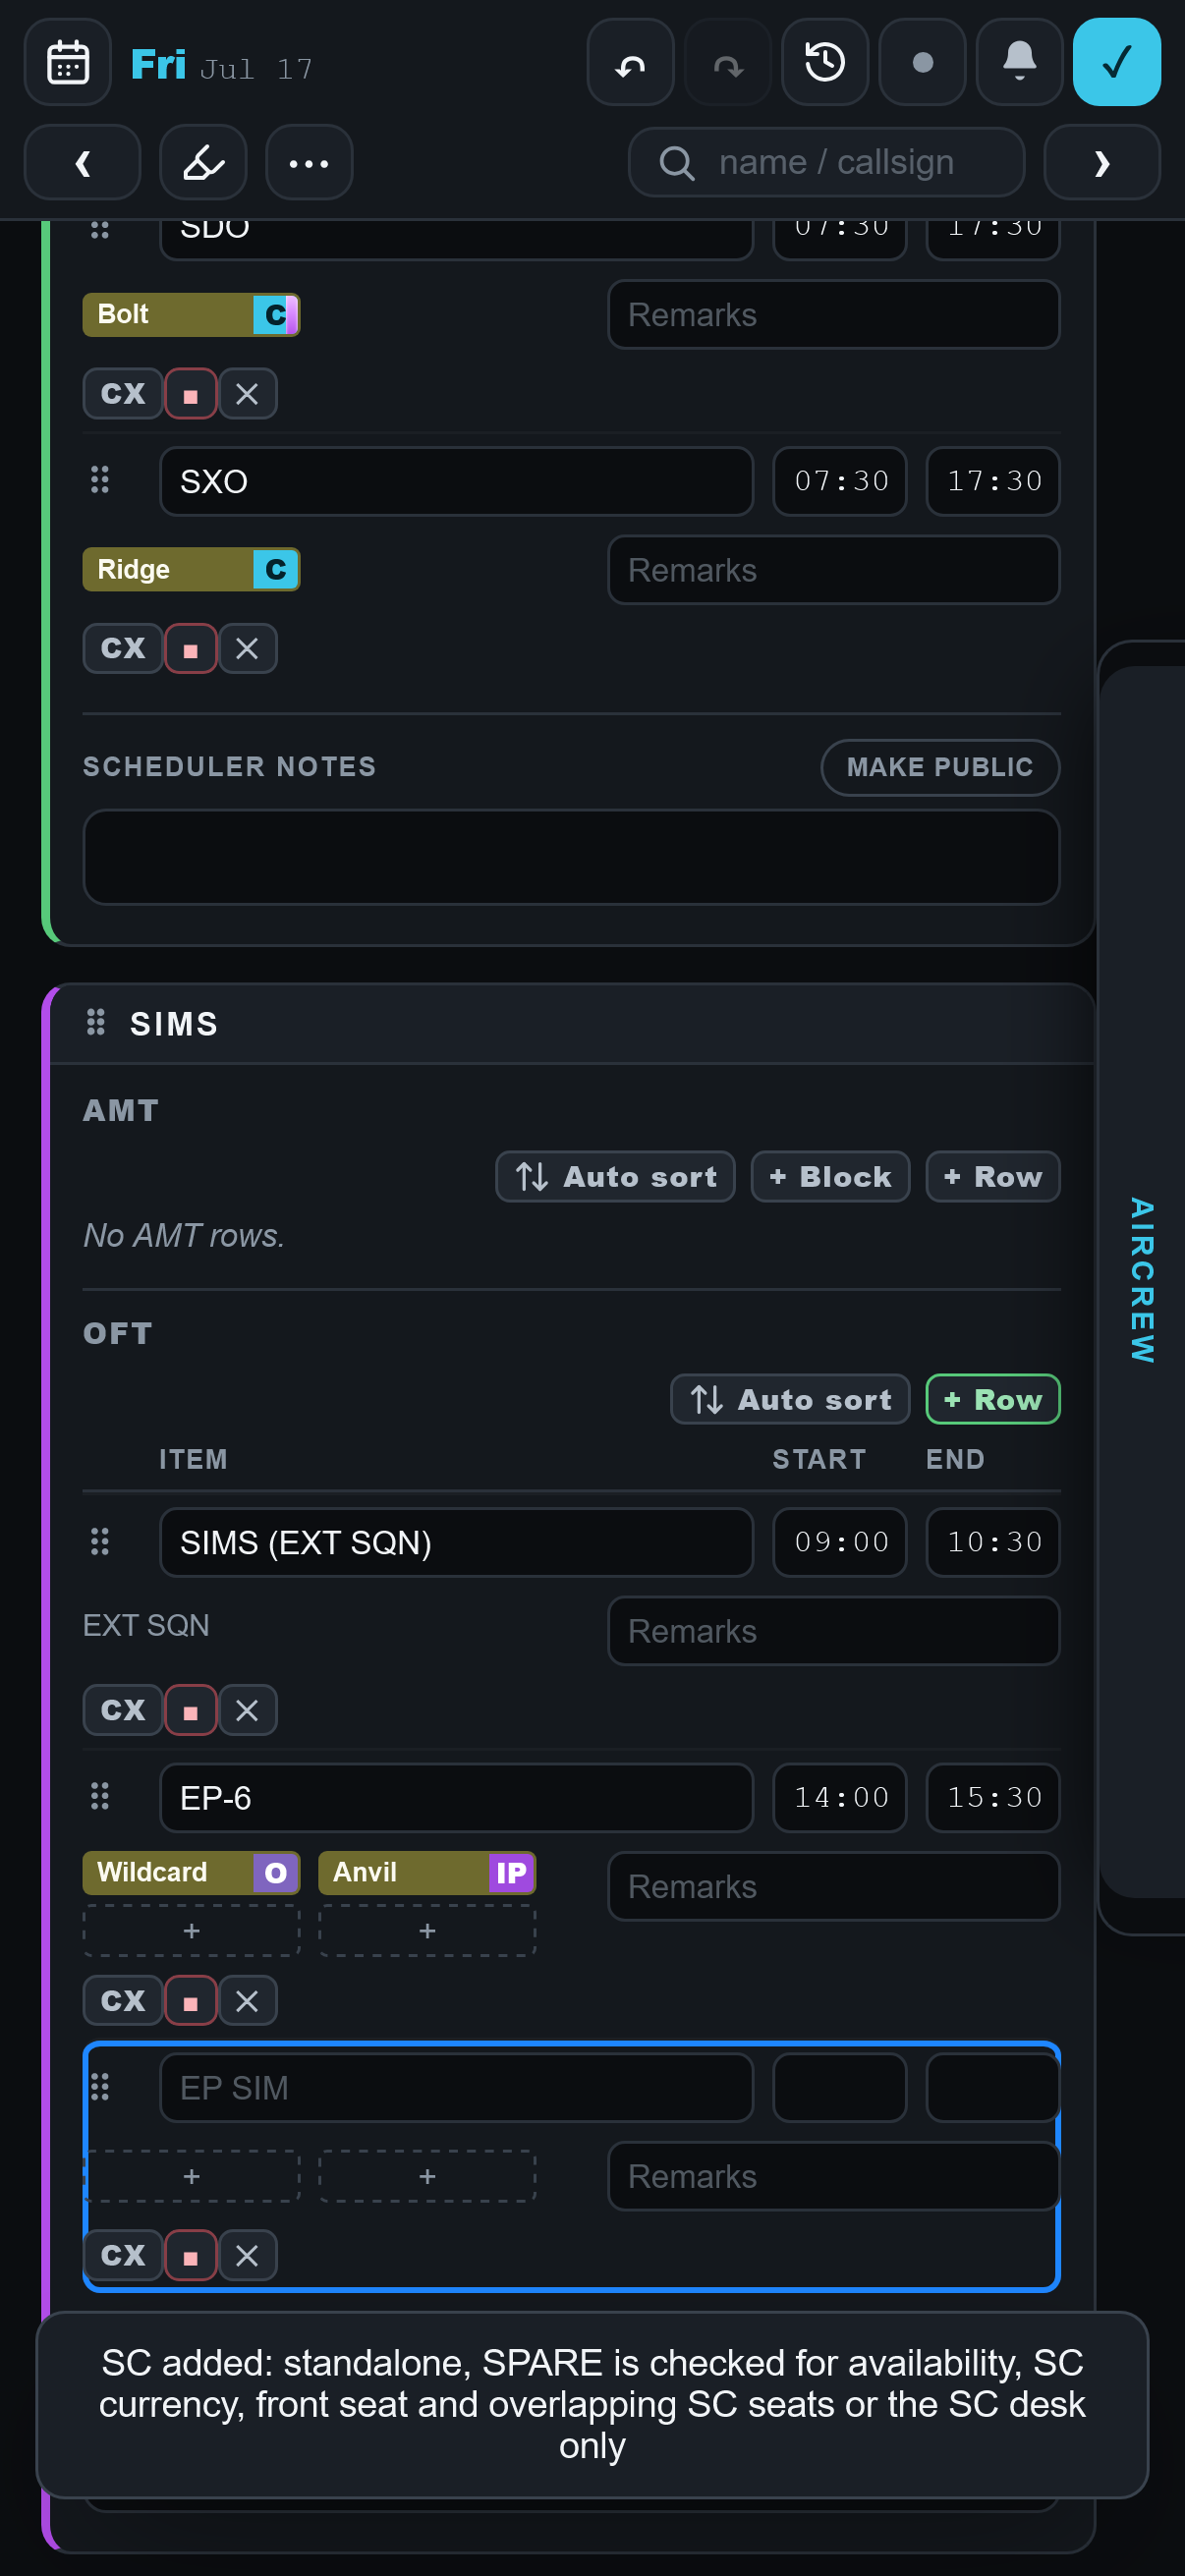 Fri Jul 17
name / callsign
SDO 07:30 17:30
Bolt C Remarks
CX
SXO 07:30 17:30
Ridge C Remarks
CX
SCHEDULER NOTES MAKE PUBLIC
SIMS
AMT
Auto sort + Block + Row
No AMT rows.
OFT
Auto sort + Row
ITEM START END
SIMS (EXT SQN) 09:00 10:30
EXT SQN Remarks
CX
EP-6 14:00 15:30
Wildcard O Anvil IP Remarks
+ +
CX
EP SIM
+ + Remarks
CX
AIRCREW
SC added: standalone, SPARE is checked for availability, SC
currency, front seat and overlapping SC seats or the SC desk
only